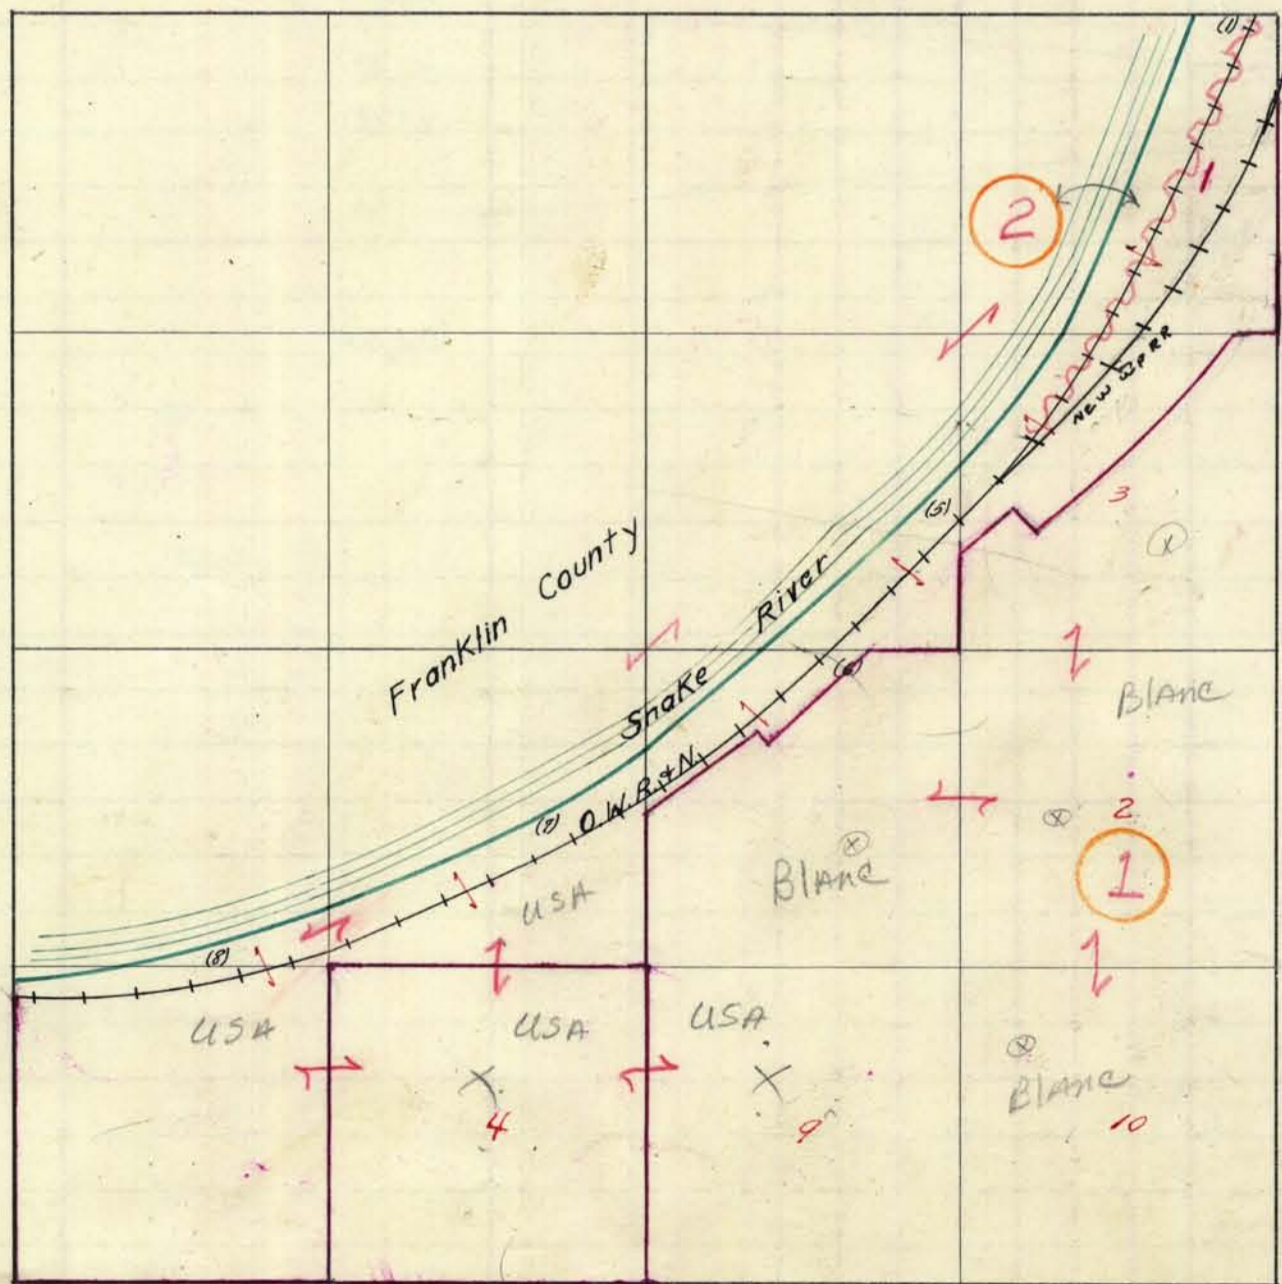 (1)
1
2
NEW UPRR
(5)
3
Franklin County
Snake River
(6)
Blanc
O.W.R.&N.
(7)
2
Blanc
1
USA
(8)
USA
USA
USA
Blanc
4
9
10